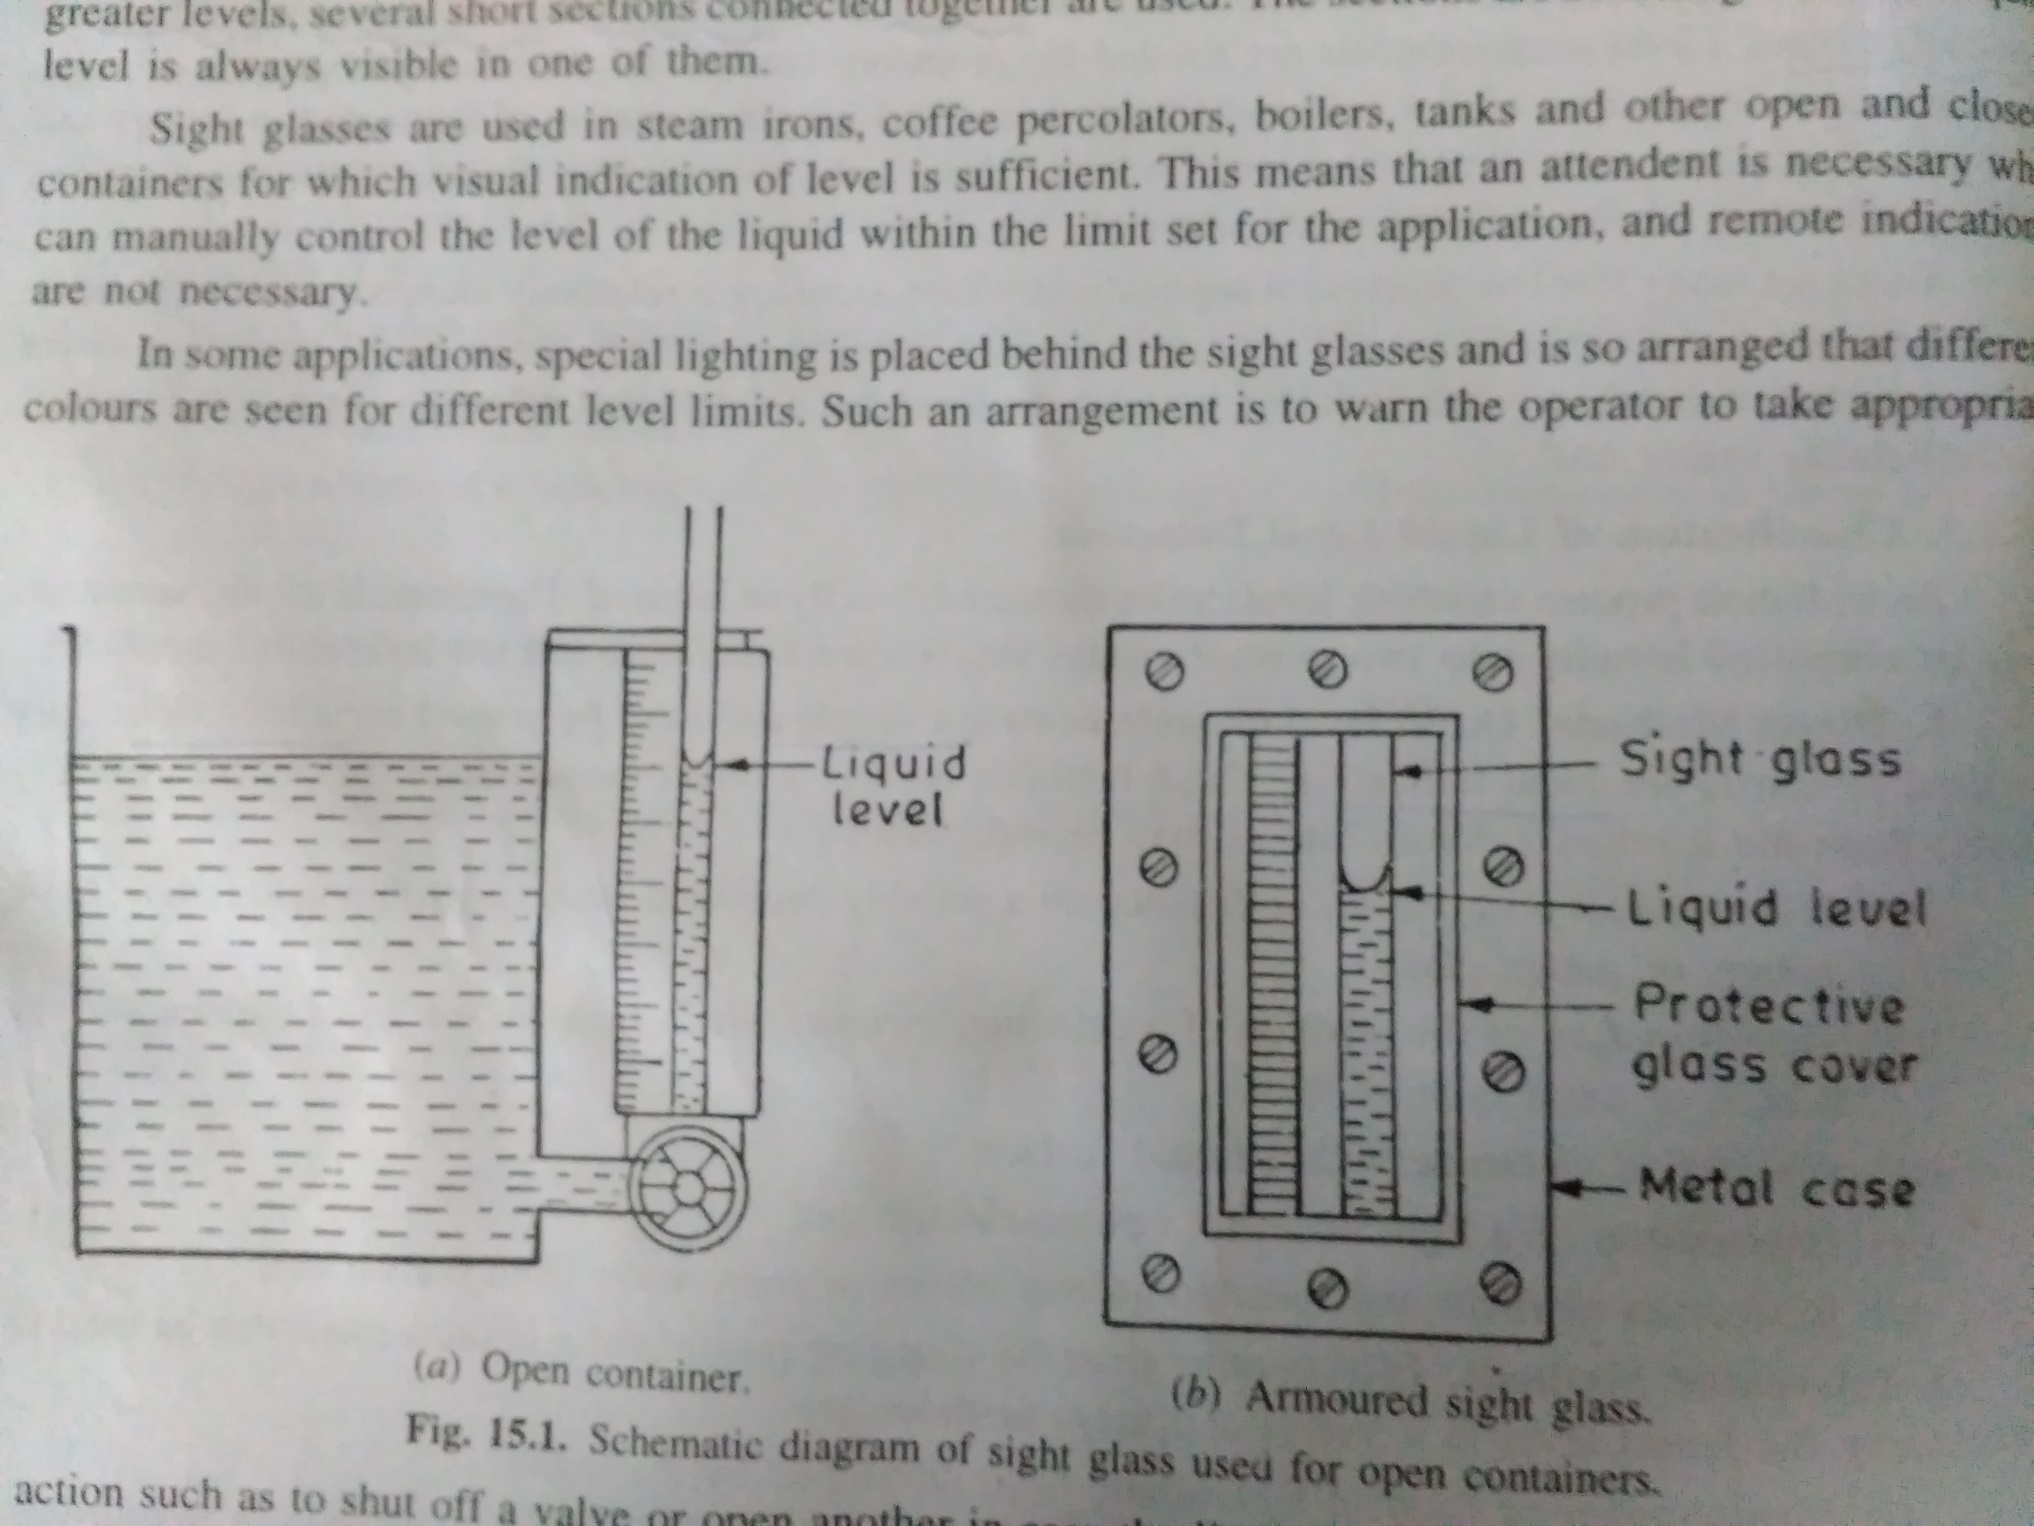 greater levels, several short sections connected together are used. The sections are
level is always visible in one of them.
Sight glasses are used in steam irons, coffee percolators, boilers, tanks and other open and close
containers for which visual indication of level is sufficient. This means that an attendent is necessary wh
can manually control the level of the liquid within the limit set for the application, and remote indication
are not necessary.
In some applications, special lighting is placed behind the sight glasses and is so arranged that differe
colours are seen for different level limits. Such an arrangement is to warn the operator to take appropria
Liquid
level
Sight glass
Liquid level
Protective
glass cover
Metal case
(a) Open container.
(b) Armoured sight glass.
Fig. 15.1. Schematic diagram of sight glass used for open containers.
action such as to shut off a valve or open another in